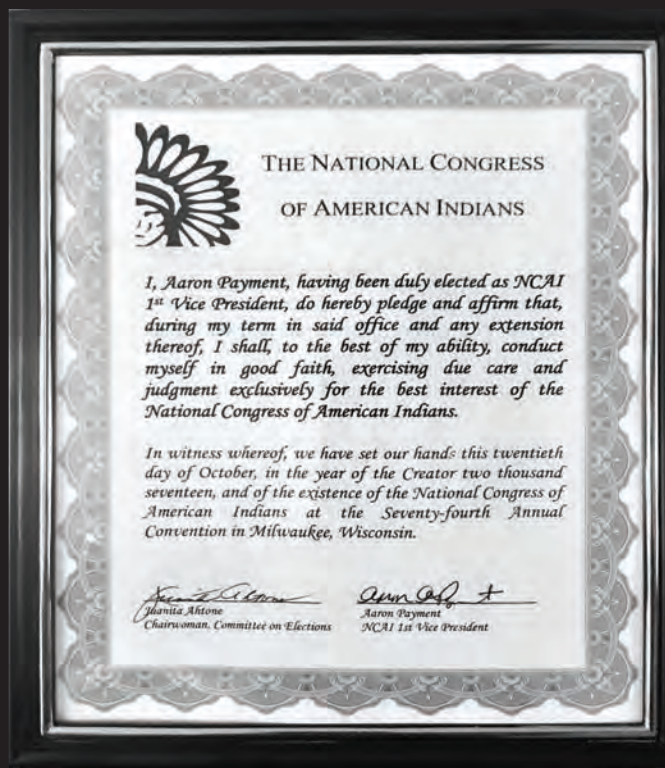 THE NATIONAL CONGRESS
OF AMERICAN INDIANS
I, Aaron Payment, having been duly elected as NCAI
1st Vice President, do hereby pledge and affirm that,
during my term in said office and any extension
thereof, I shall, to the best of my ability, conduct
myself in good faith, exercising due care and
judgment exclusively for the best interest of the
National Congress of American Indians.
In witness whereof, we have set our hands this twentieth
day of October, in the year of the Creator two thousand
seventeen, and of the existence of the National Congress of
American Indians at the Seventy-fourth Annual
Convention in Milwaukee, Wisconsin.
Juanita Ahtone
Aaron Payment
Chairwoman, Committee on Elections
NCAI 1st Vice President